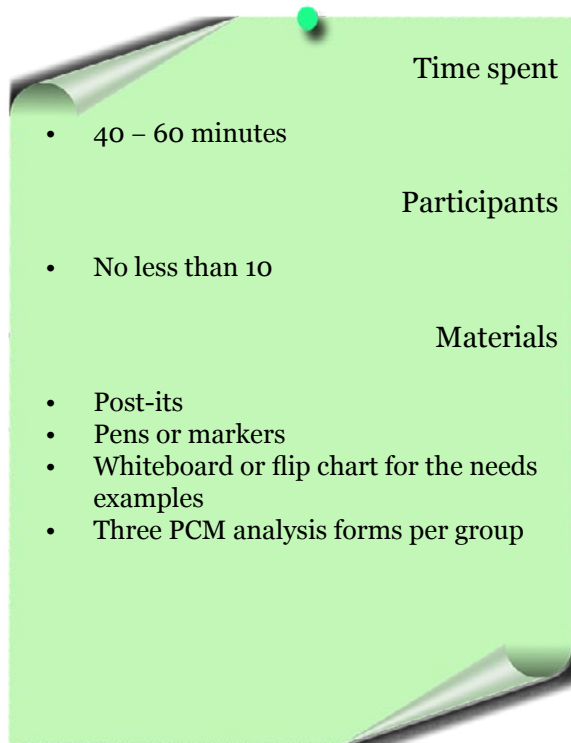 Time spent
• 40 – 60 minutes
Participants
• No less than 10
Materials
• Post-its
• Pens or markers
• Whiteboard or flip chart for the needs
examples
• Three PCM analysis forms per group